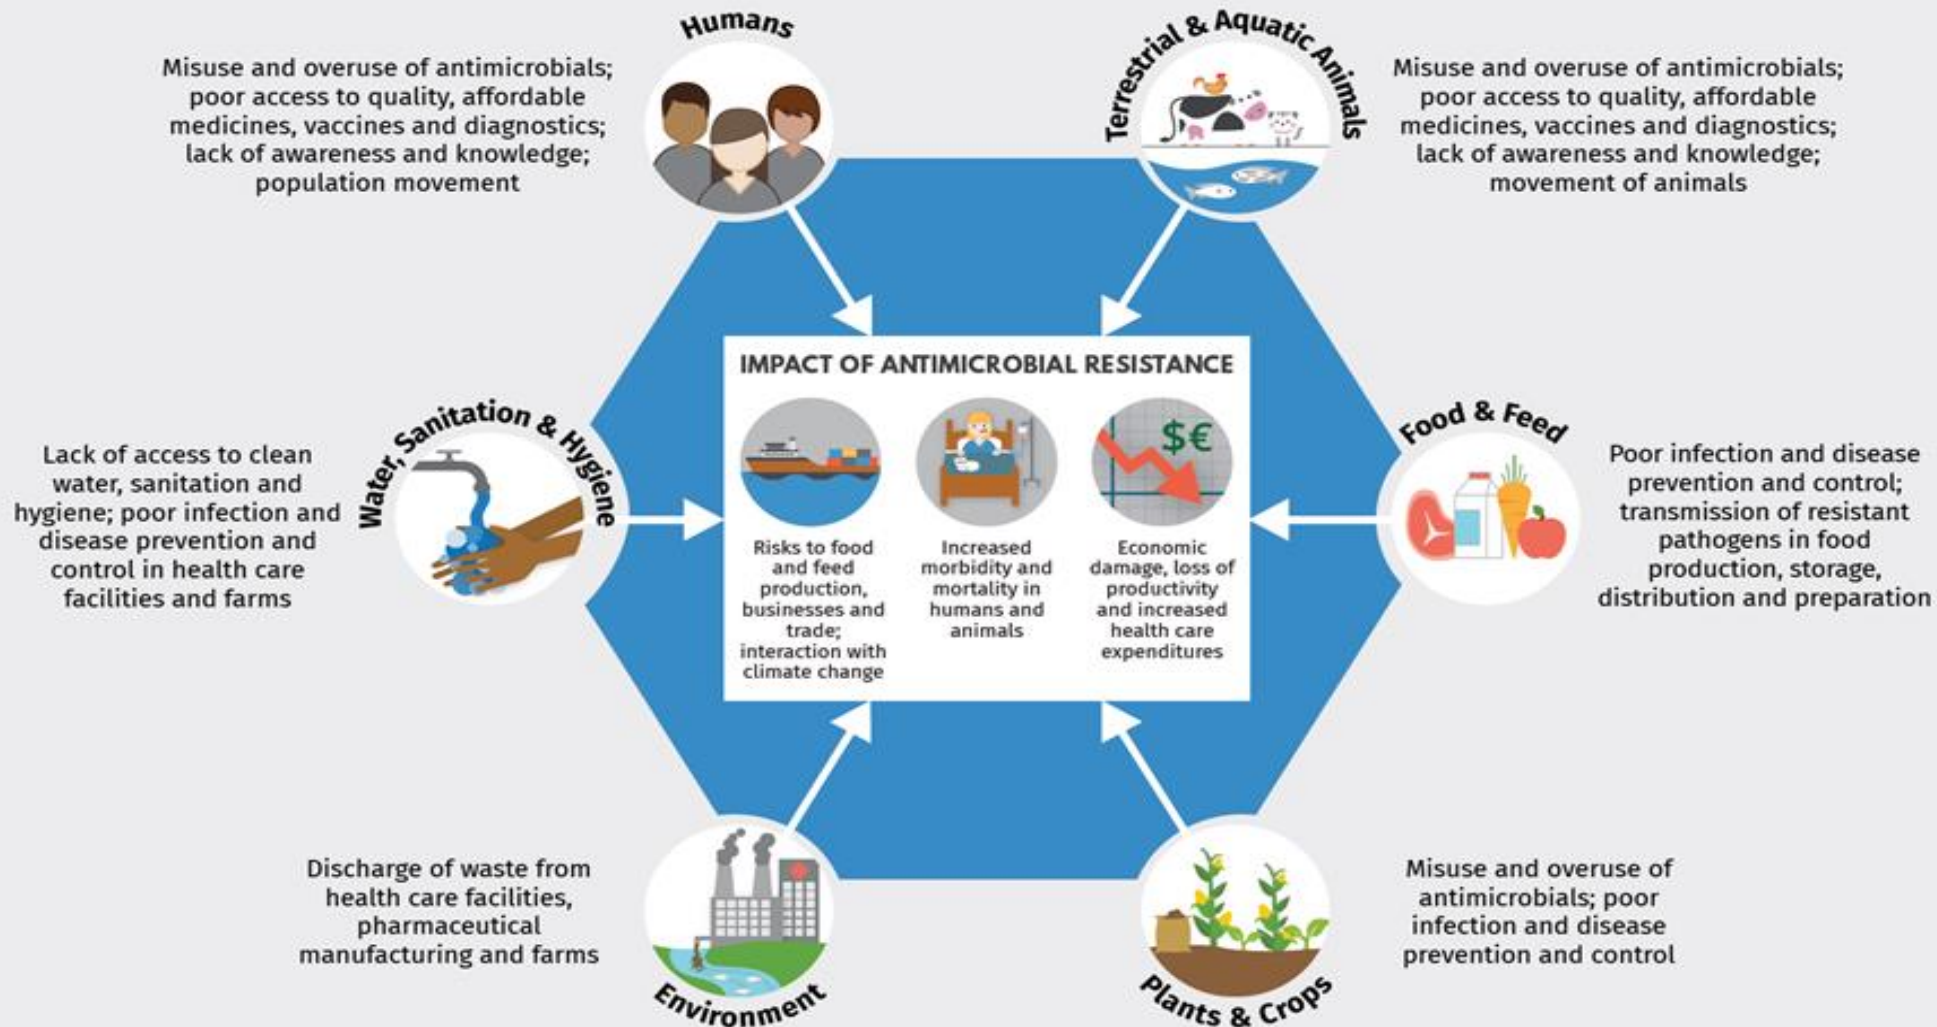 Humans
Misuse and overuse of antimicrobials;
poor access to quality, affordable
medicines, vaccines and diagnostics;
lack of awareness and knowledge;
population movement
Terrestrial & Aquatic Animals
Misuse and overuse of antimicrobials;
poor access to quality, affordable
medicines, vaccines and diagnostics;
lack of awareness and knowledge;
movement of animals
Water, Sanitation & Hygiene
Lack of access to clean
water, sanitation and
hygiene; poor infection and
disease prevention and
control in health care
facilities and farms
IMPACT OF ANTIMICROBIAL RESISTANCE
Risks to food
and feed
production,
businesses and
trade;
interaction with
climate change
Increased
morbidity and
mortality in
humans and
animals
$€
Economic
damage, loss of
productivity
and increased
health care
expenditures
Food & Feed
Poor infection and disease
prevention and control;
transmission of resistant
pathogens in food
production, storage,
distribution and preparation
Discharge of waste from
health care facilities,
pharmaceutical
manufacturing and farms
Environment
Plants & Crops
Misuse and overuse of
antimicrobials; poor
infection and disease
prevention and control